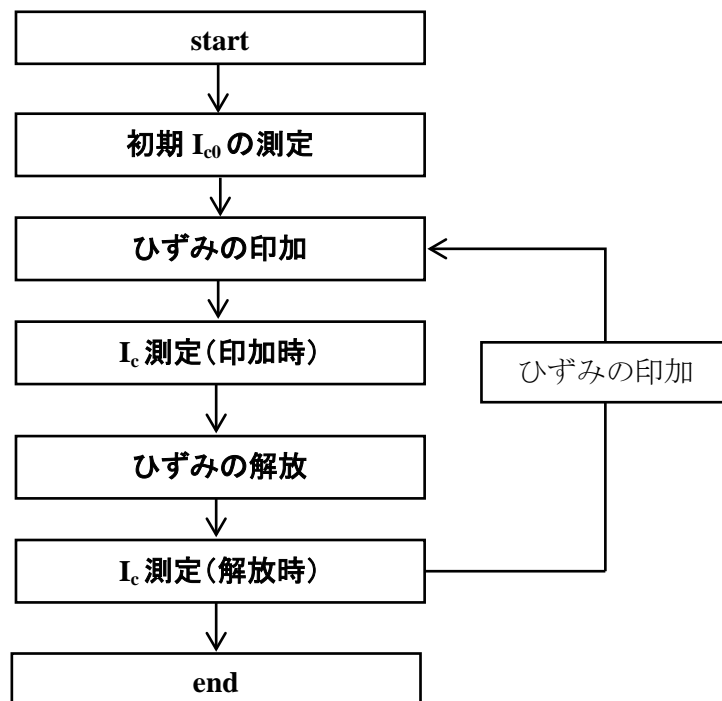 start
初期 Ic0 の測定
ひずみの印加
Ic 測定（印加時）
ひずみの印加
ひずみの解放
Ic 測定（解放時）
end